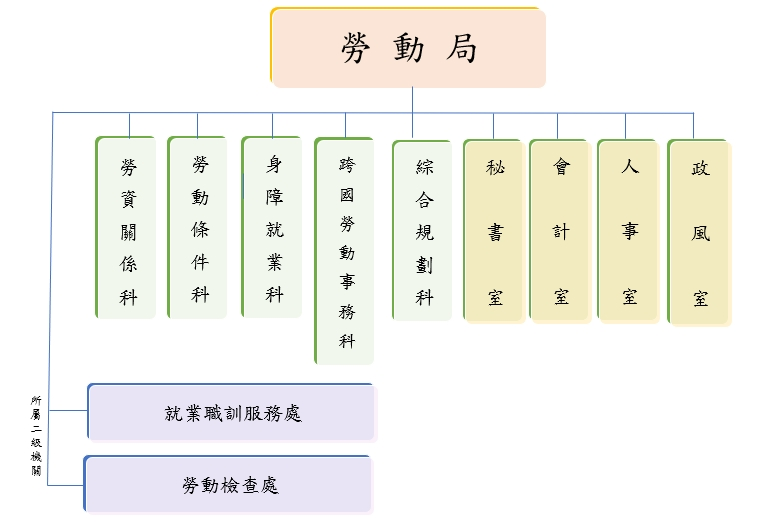 勞動局
勞資關係科
勞動條件科
身障就業科
跨國勞動事務科
綜合規劃科
秘書室
會計室
人事室
政風室
所屬二級機關
就業職訓服務處
勞動檢查處